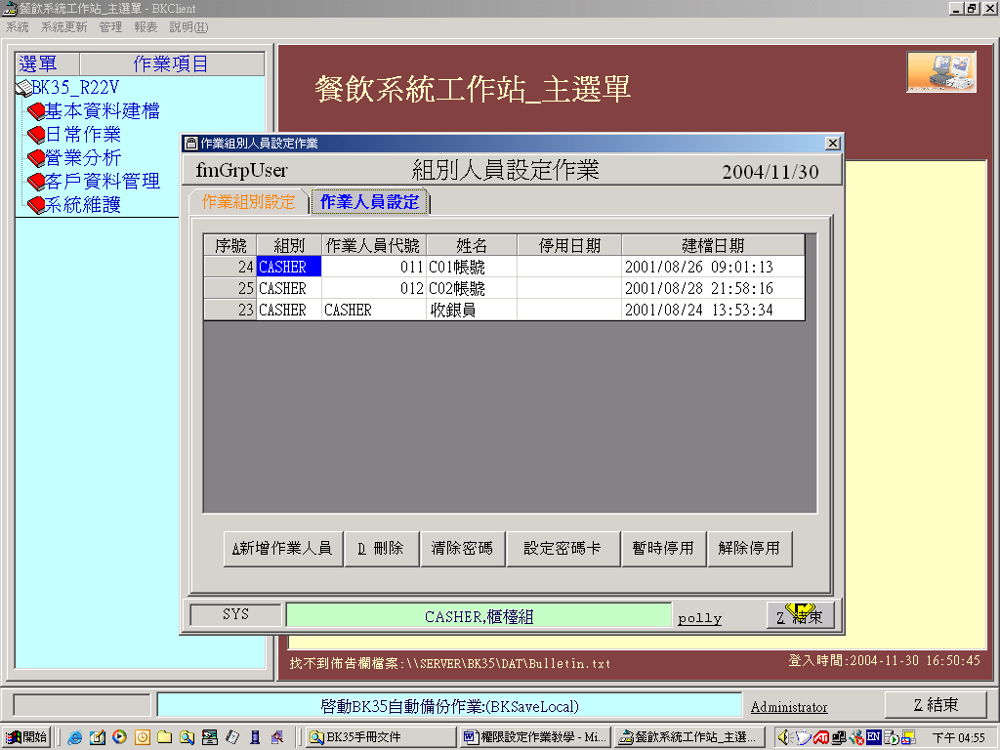 餐飲系統工作站_主選單 - BKClient
系統 系統更新 管理 報表 說明(H)
選單 作業項目
BK35_R22V
基本資料建檔
日常作業
營業分析
客戶資料管理
系統維護
餐飲系統工作站_主選單
作業組別人員設定作業
fmGrpUser 組別人員設定作業 2004/11/30
作業組別設定 作業人員設定
序號 組別 作業人員代號 姓名 停用日期 建檔日期
24 CASHER 011 C01帳號 2001/08/26 09:01:13
25 CASHER 012 C02帳號 2001/08/28 21:58:16
23 CASHER CASHER 收銀員 2001/08/24 13:53:34
A新增作業人員 D 刪除 清除密碼 設定密碼卡 暫時停用 解除停用
SYS CASHER,櫃檯組 polly Z 結束
找不到佈告欄檔案:\\SERVER\BK35\DAT\Bulletin.txt 登入時間:2004-11-30 16:50:45
啓動BK35自動備份作業:(BKSaveLocal) Administrator Z 結束
開始 BK35手冊文件 權限設定作業教學 - Mi... 餐飲系統工作站_主選... EN 下午 04:55